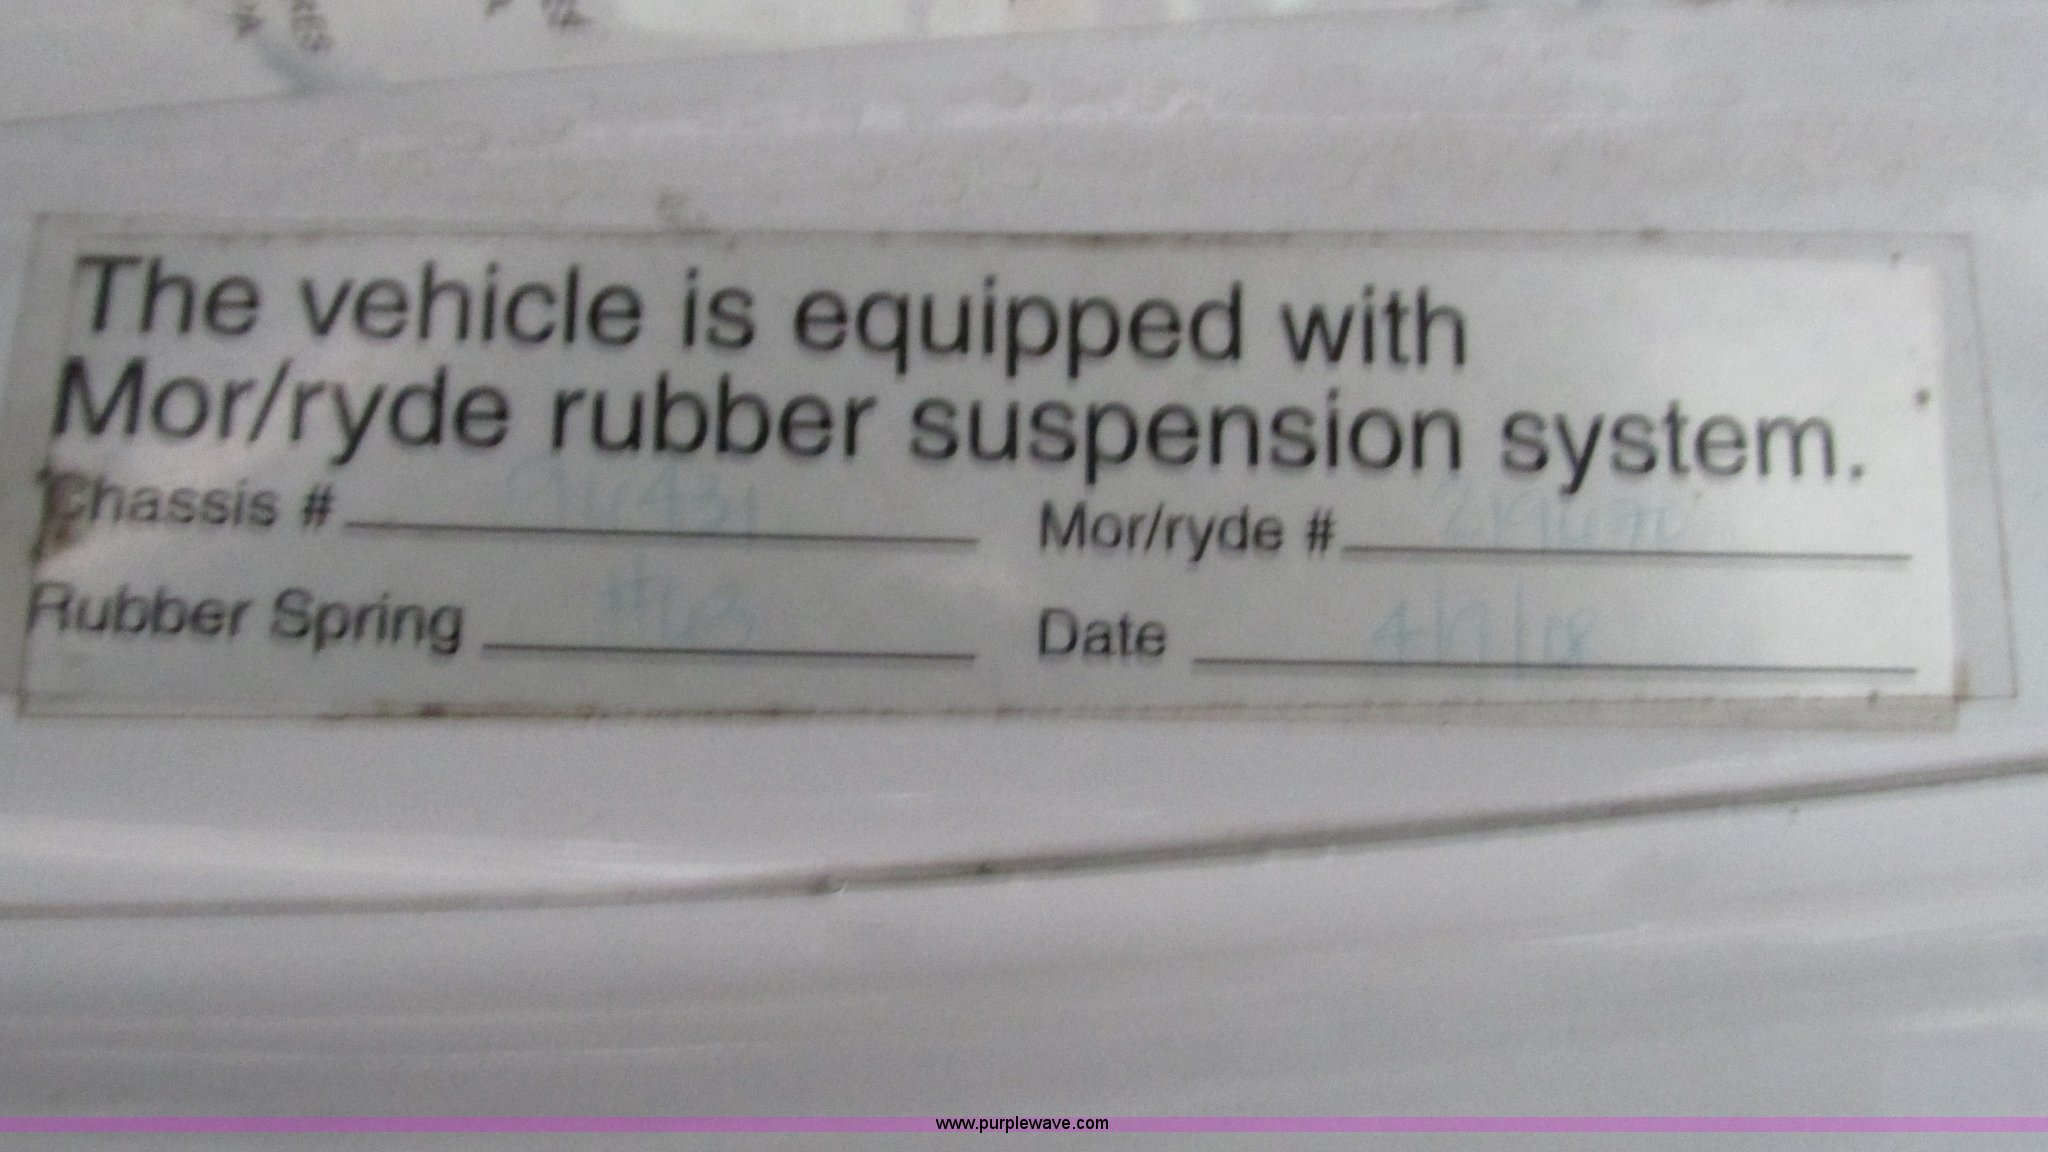 The vehicle is equipped with
Mor/ryde rubber suspension system.
Chassis # Mor/ryde #
Rubber Spring #63 Date
www.purplewave.com